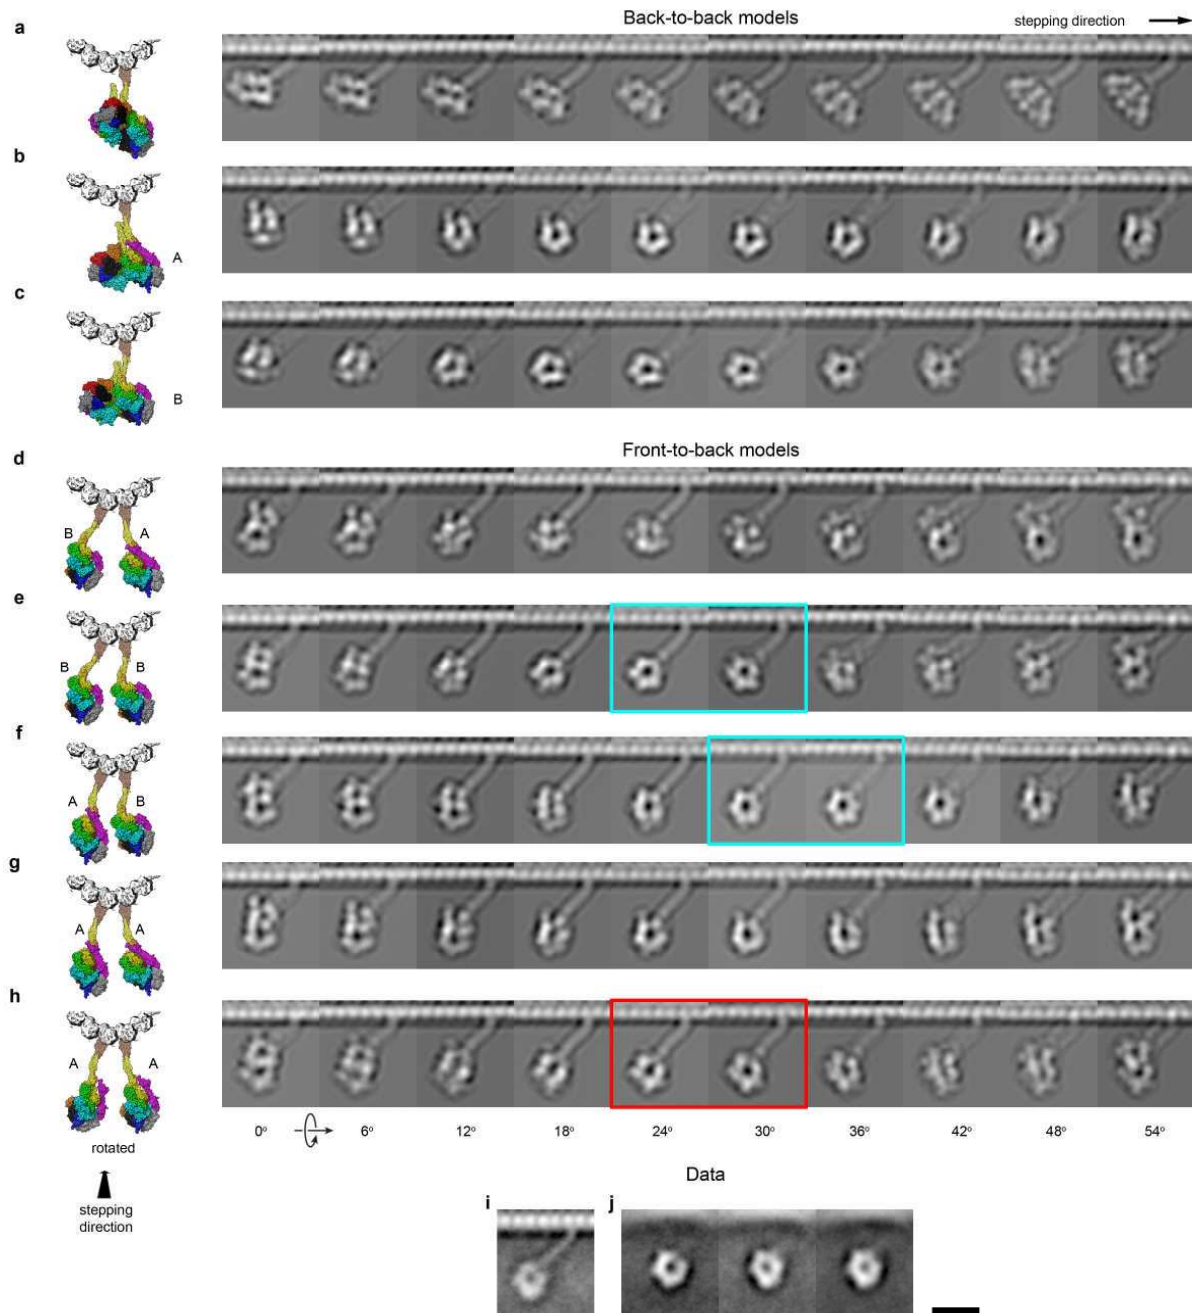 Back-to-back models
stepping direction
a
b
A
c
B
Front-to-back models
d
B A
e
B B
f
A B
g
A A
h
A A
rotated
0° 6° 12° 18° 24° 30° 36° 42° 48° 54°
stepping
direction
Data
i j